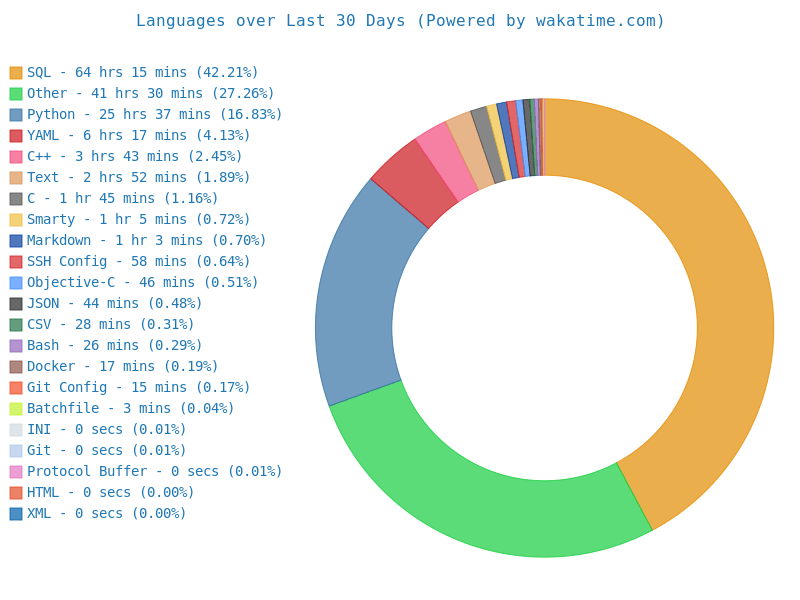 Languages over Last 30 Days (Powered by wakatime.com)
SQL - 64 hrs 15 mins (42.21%)
Other - 41 hrs 30 mins (27.26%)
Python - 25 hrs 37 mins (16.83%)
YAML - 6 hrs 17 mins (4.13%)
C++ - 3 hrs 43 mins (2.45%)
Text - 2 hrs 52 mins (1.89%)
C - 1 hr 45 mins (1.16%)
Smarty - 1 hr 5 mins (0.72%)
Markdown - 1 hr 3 mins (0.70%)
SSH Config - 58 mins (0.64%)
Objective-C - 46 mins (0.51%)
JSON - 44 mins (0.48%)
CSV - 28 mins (0.31%)
Bash - 26 mins (0.29%)
Docker - 17 mins (0.19%)
Git Config - 15 mins (0.17%)
Batchfile - 3 mins (0.04%)
INI - 0 secs (0.01%)
Git - 0 secs (0.01%)
Protocol Buffer - 0 secs (0.01%)
HTML - 0 secs (0.00%)
XML - 0 secs (0.00%)